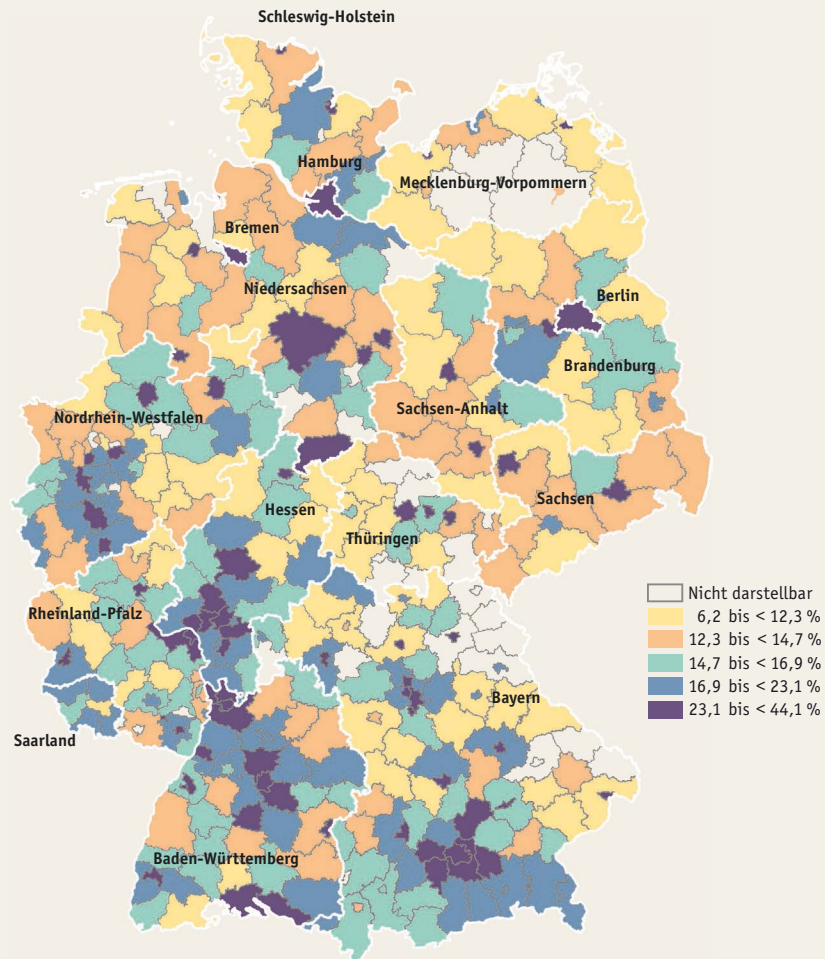 Schleswig-Holstein
Hamburg
Mecklenburg-Vorpommern
Bremen
Niedersachsen
Berlin
Brandenburg
Sachsen-Anhalt
Nordrhein-Westfalen
Sachsen
Hessen
Thüringen
Rheinland-Pfalz
Bayern
Saarland
Baden-Württemberg
Nicht darstellbar
6,2 bis < 12,3 %
12,3 bis < 14,7 %
14,7 bis < 16,9 %
16,9 bis < 23,1 %
23,1 bis < 44,1 %